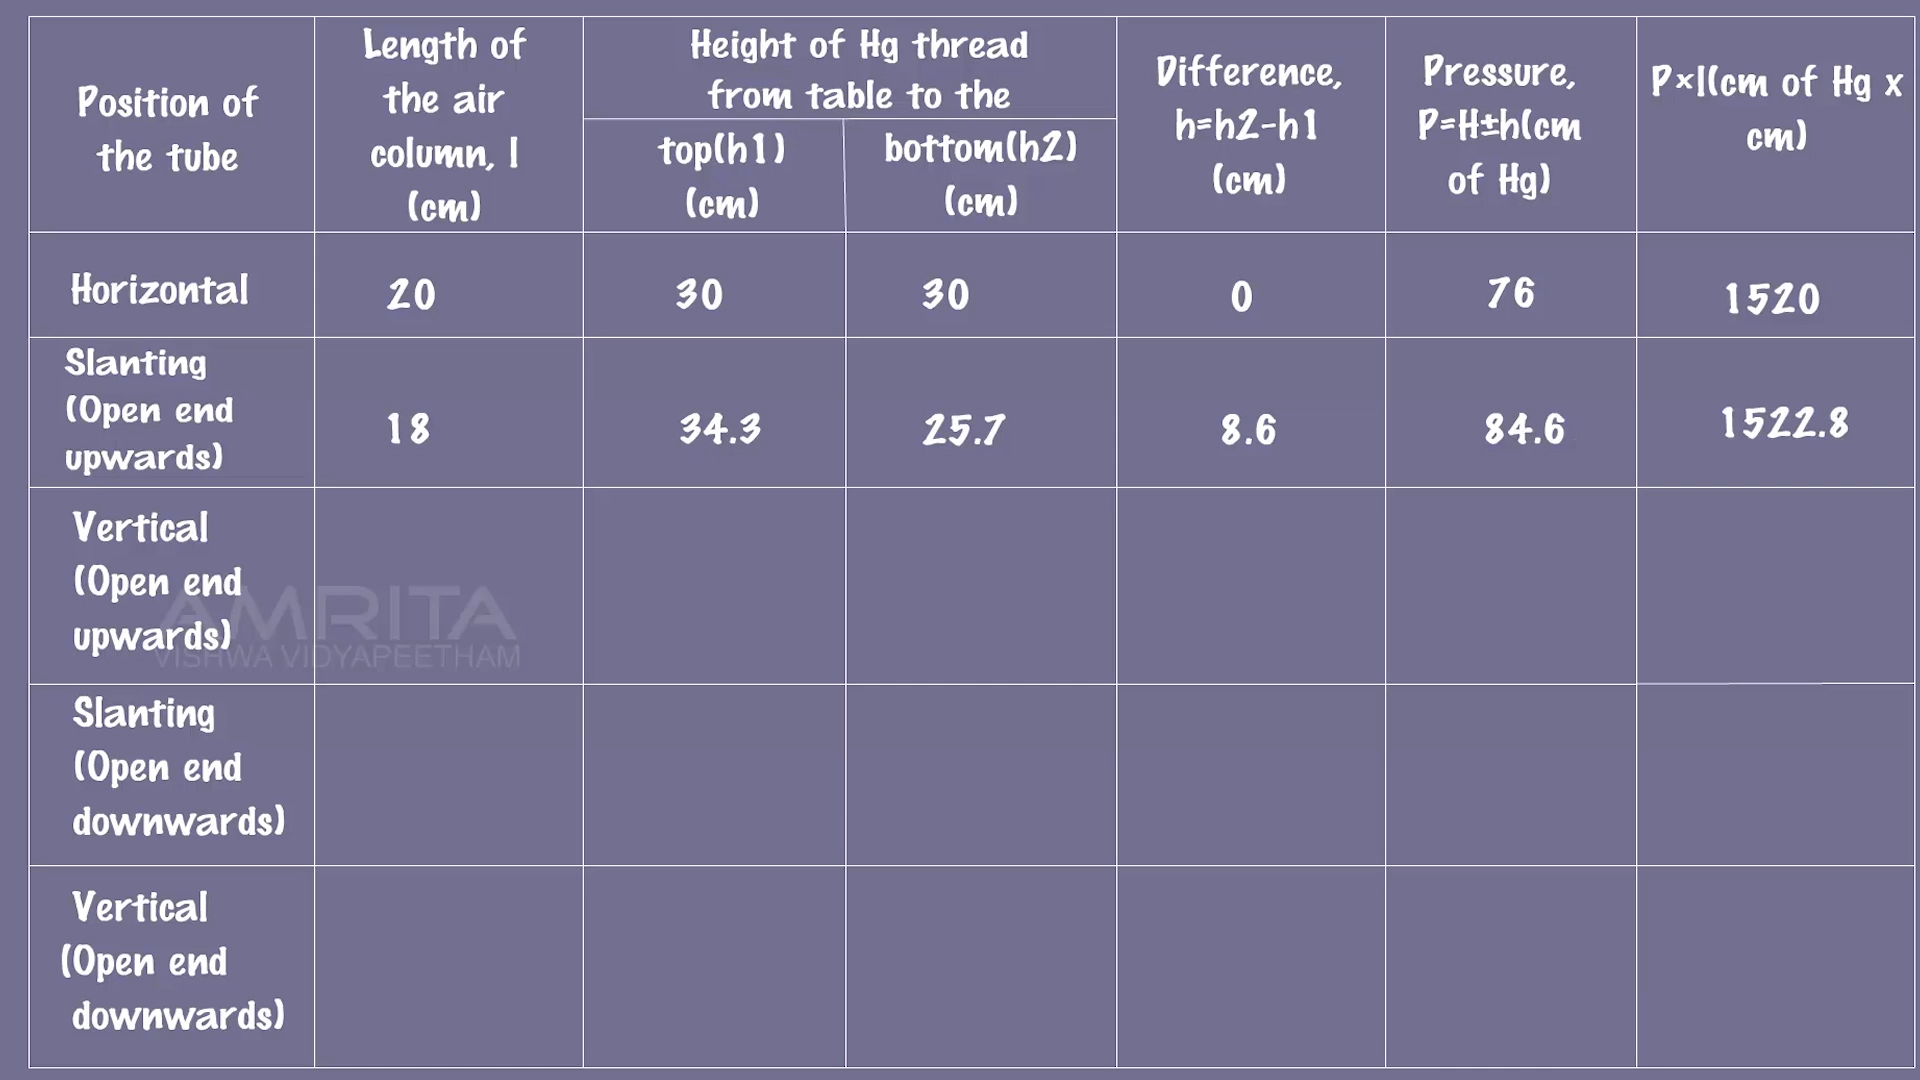 Position of
the tube
Length of
the air
column, l
(cm)
Height of Hg thread
from table to the
top(h1)
(cm)
bottom(h2)
(cm)
Difference,
h=h2-h1
(cm)
Pressure,
P=H±h(cm
of Hg)
P×l(cm of Hg x
cm)
Horizontal
20
30
30
0
76
1520
Slanting
(Open end
upwards)
18
34.3
25.7
8.6
84.6
1522.8
Vertical
(Open end
upwards)
AMRITA
VISHWA VIDYAPEETHAM
Slanting
(Open end
downwards)
Vertical
(Open end
downwards)